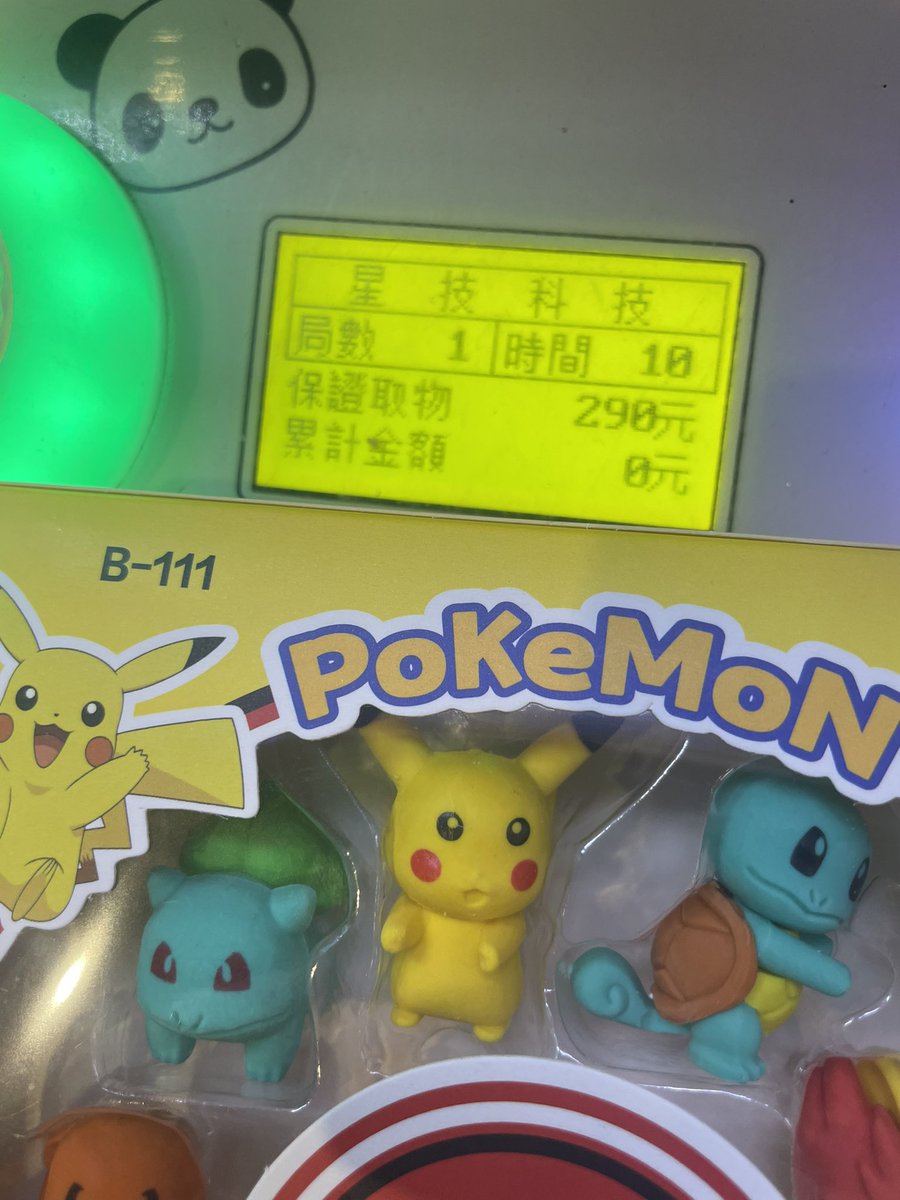 星技科技
局數 1 時間 10
保證取物 290元
累計金額 0元
B-111
POKéMON